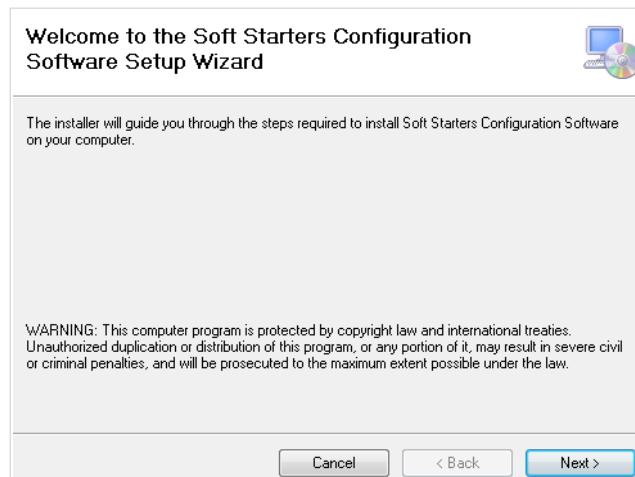 Welcome to the Soft Starters Configuration
Software Setup Wizard
The installer will guide you through the steps required to install Soft Starters Configuration Software
on your computer.
WARNING: This computer program is protected by copyright law and international treaties.
Unauthorized duplication or distribution of this program, or any portion of it, may result in severe civil
or criminal penalties, and will be prosecuted to the maximum extent possible under the law.
Cancel < Back Next >